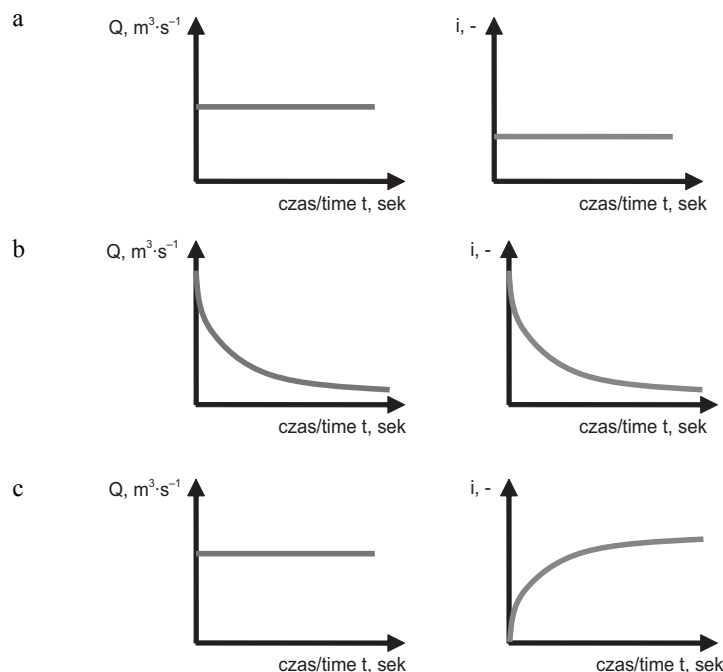 a
Q, m³·s⁻¹
i, -
czas/time t, sek
czas/time t, sek
b
Q, m³·s⁻¹
i, -
czas/time t, sek
czas/time t, sek
c
Q, m³·s⁻¹
i, -
czas/time t, sek
czas/time t, sek